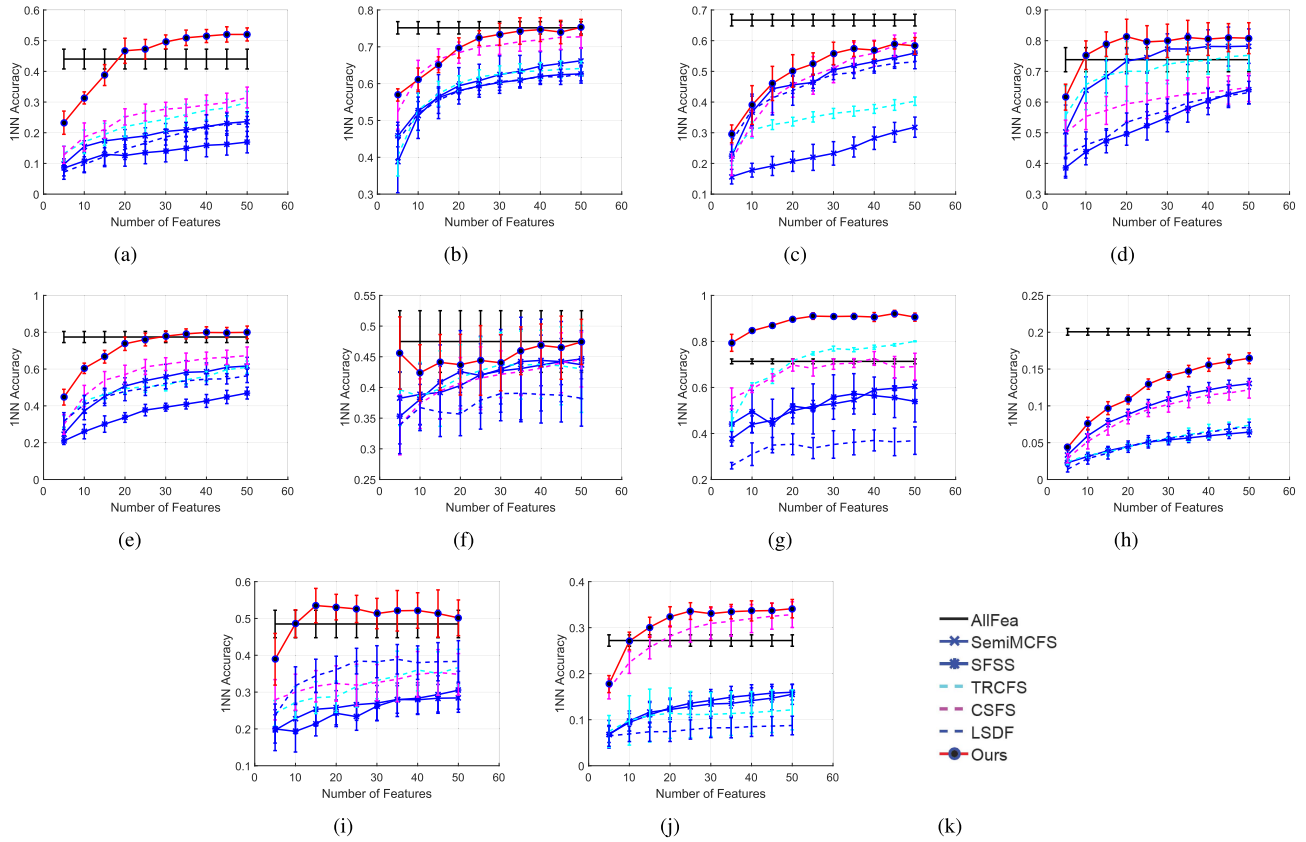 1NN Accuracy
0.6
0.5
0.4
0.3
0.2
0.1
0
0 10 20 30 40 50 60
Number of Features
(a)
1NN Accuracy
0.8
0.7
0.6
0.5
0.4
0.3
0 10 20 30 40 50 60
Number of Features
(b)
1NN Accuracy
0.7
0.6
0.5
0.4
0.3
0.2
0.1
0 10 20 30 40 50 60
Number of Features
(c)
1NN Accuracy
0.9
0.8
0.7
0.6
0.5
0.4
0.3
0 10 20 30 40 50 60
Number of Features
(d)
1NN Accuracy
1
0.8
0.6
0.4
0.2
0
0 10 20 30 40 50 60
Number of Features
(e)
1NN Accuracy
0.55
0.5
0.45
0.4
0.35
0.3
0.25
0 10 20 30 40 50 60
Number of Features
(f)
1NN Accuracy
1
0.8
0.6
0.4
0.2
0 10 20 30 40 50 60
Number of Features
(g)
1NN Accuracy
0.25
0.2
0.15
0.1
0.05
0
0 10 20 30 40 50 60
Number of Features
(h)
1NN Accuracy
0.6
0.5
0.4
0.3
0.2
0.1
0 10 20 30 40 50 60
Number of Features
(i)
1NN Accuracy
0.4
0.3
0.2
0.1
0
0 10 20 30 40 50 60
Number of Features
(j)
AllFea
SemiMCFS
SFSS
TRCFS
CSFS
LSDF
Ours
(k)